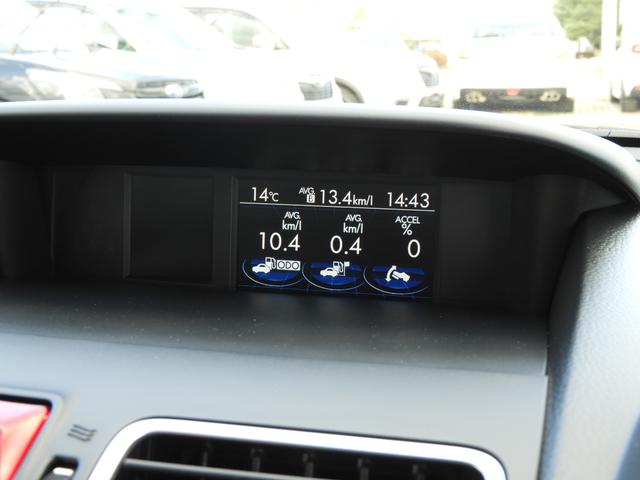 14℃ AVG. B 13.4km/l 14:43
AVG. km/l AVG. km/l ACCEL %
10.4 0.4 0
ODO